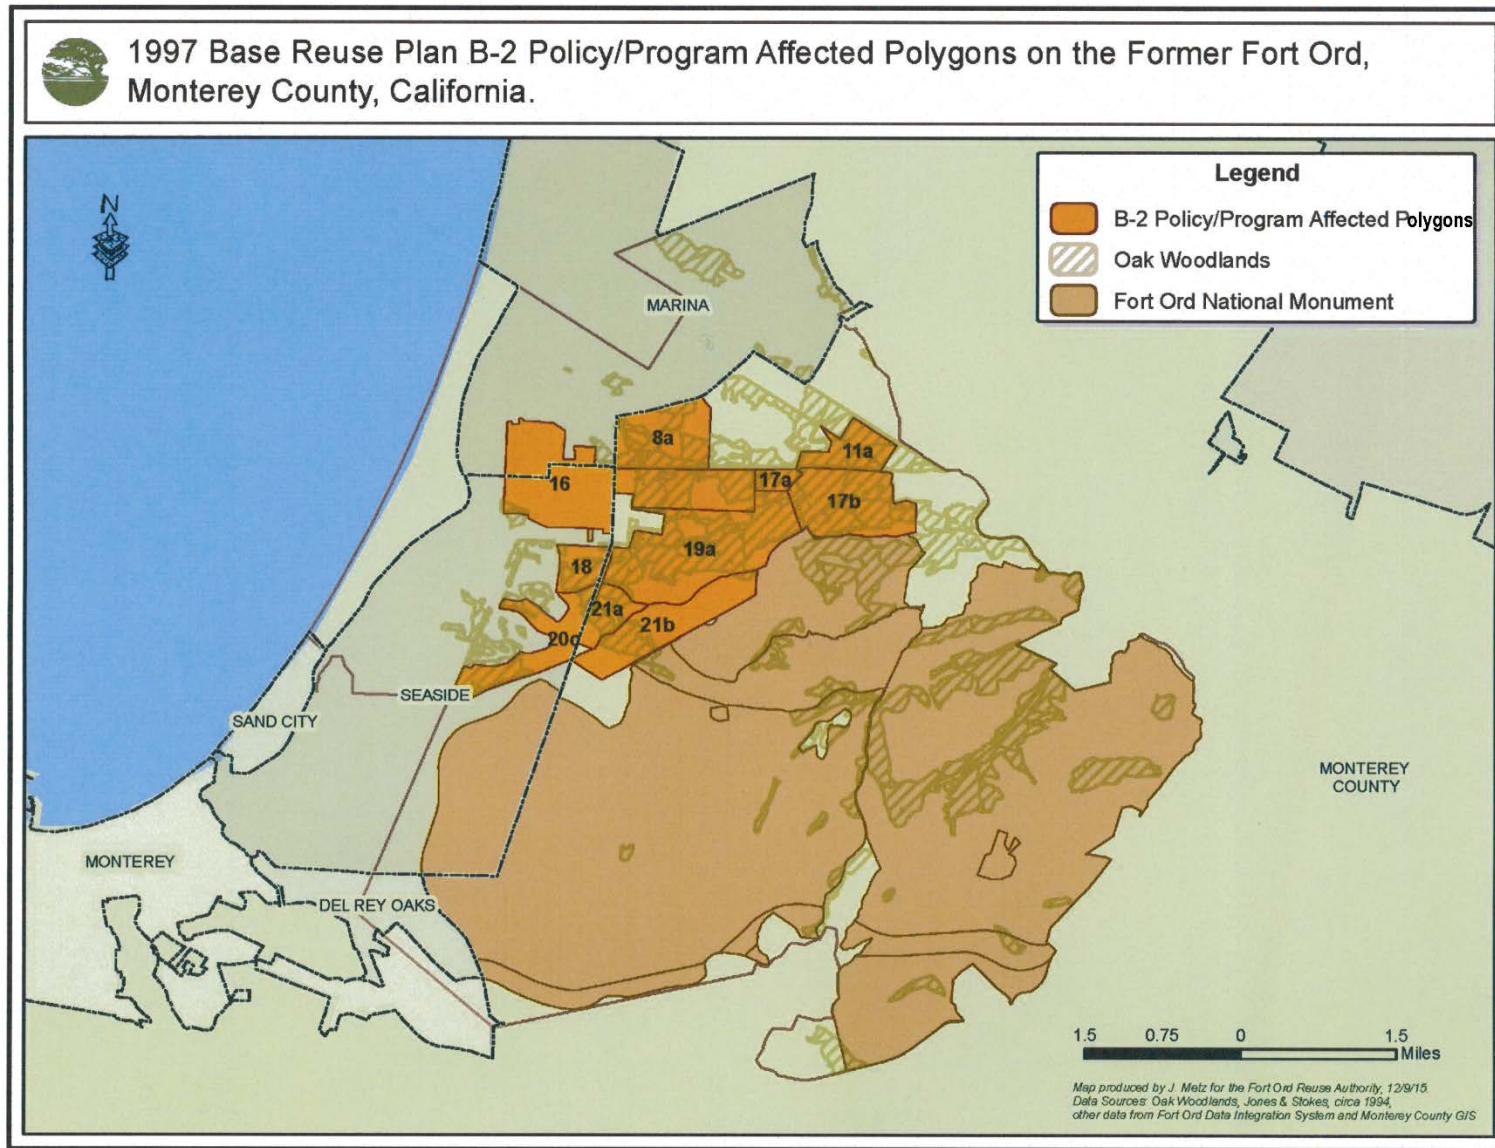 1997 Base Reuse Plan B-2 Policy/Program Affected Polygons on the Former Fort Ord,
Monterey County, California.
N
Legend
B-2 Policy/Program Affected Polygons
Oak Woodlands
Fort Ord National Monument
MARINA
8a
11a
16
17a
17b
19a
18
21a
21b
20c
SEASIDE
SAND CITY
MONTEREY
COUNTY
MONTEREY
DEL REY OAKS
1.5 0.75 0 1.5
Miles
Map produced by J. Metz for the Fort Ord Reuse Authority, 12/9/15.
Data Sources: Oak Woodlands, Jones & Stokes, circa 1994,
other data from Fort Ord Data Integration System and Monterey County GIS